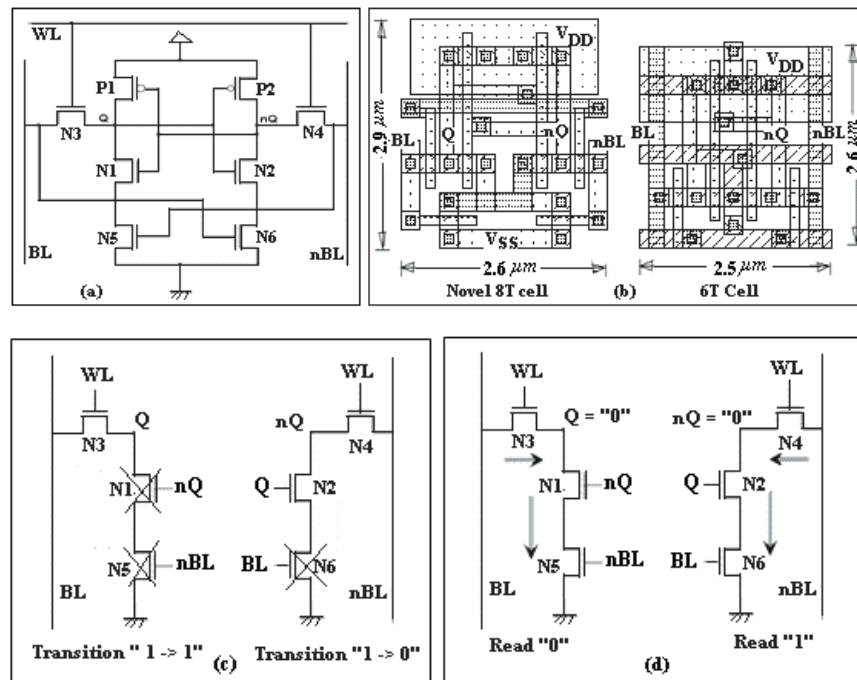 WL
P1
P2
N3
Q
nQ
N4
N1
N2
N5
N6
BL
nBL
(a)
VDD
BL
Q
nQ
nBL
VSS
2.9 µm
2.6 µm
Novel 8T cell
(b)
VDD
BL
nQ
nBL
2.6 µm
2.5 µm
6T Cell
WL
Q
N3
N1
nQ
N5
nBL
BL
Transition " 1 -> 1"
(c)
WL
nQ
N4
Q
N2
BL
N6
nBL
Transition "1 -> 0"
WL
Q = "0"
N3
N1
nQ
N5
nBL
BL
Read "0"
(d)
WL
nQ = "0"
N4
Q
N2
BL
N6
nBL
Read "1"